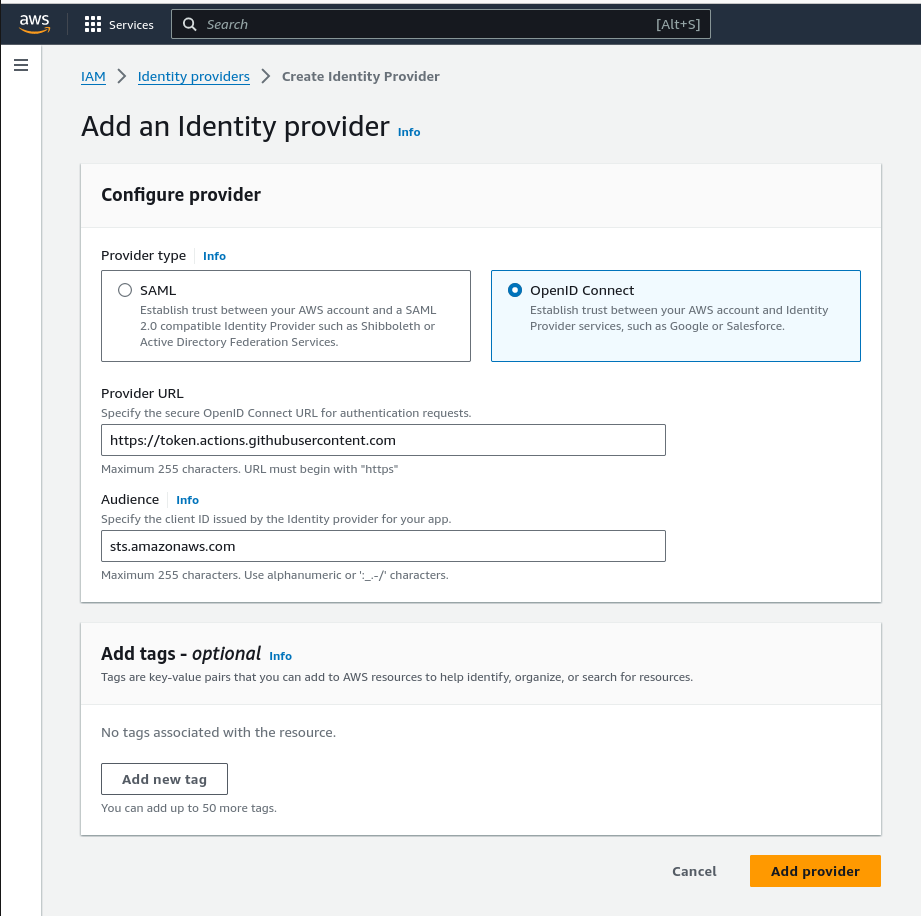 aws
Services
Search [Alt+S]
IAM > Identity providers > Create Identity Provider
Add an Identity provider Info
Configure provider
Provider type Info
SAML
Establish trust between your AWS account and a SAML
2.0 compatible Identity Provider such as Shibboleth or
Active Directory Federation Services.
OpenID Connect
Establish trust between your AWS account and Identity
Provider services, such as Google or Salesforce.
Provider URL
Specify the secure OpenID Connect URL for authentication requests.
https://token.actions.githubusercontent.com
Maximum 255 characters. URL must begin with "https"
Audience Info
Specify the client ID issued by the Identity provider for your app.
sts.amazonaws.com
Maximum 255 characters. Use alphanumeric or ':_.-/' characters.
Add tags - optional Info
Tags are key-value pairs that you can add to AWS resources to help identify, organize, or search for resources.
No tags associated with the resource.
Add new tag
You can add up to 50 more tags.
Cancel
Add provider